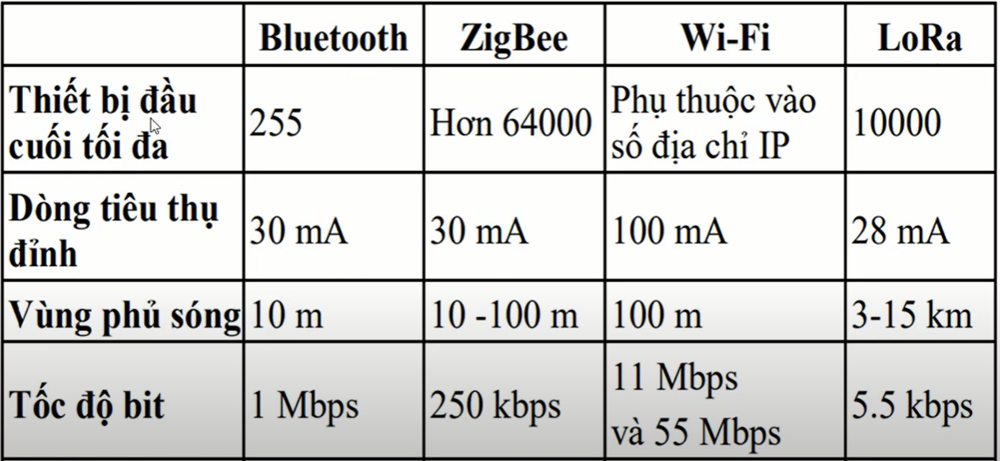 Bluetooth ZigBee Wi-Fi LoRa
Thiết bị đầu
cuối tối đa
255
Hơn 64000
Phụ thuộc vào
số địa chỉ IP
10000
Dòng tiêu thụ
đỉnh
30 mA
30 mA
100 mA
28 mA
Vùng phủ sóng
10 m
10 -100 m
100 m
3-15 km
Tốc độ bit
1 Mbps
250 kbps
11 Mbps
và 55 Mbps
5.5 kbps